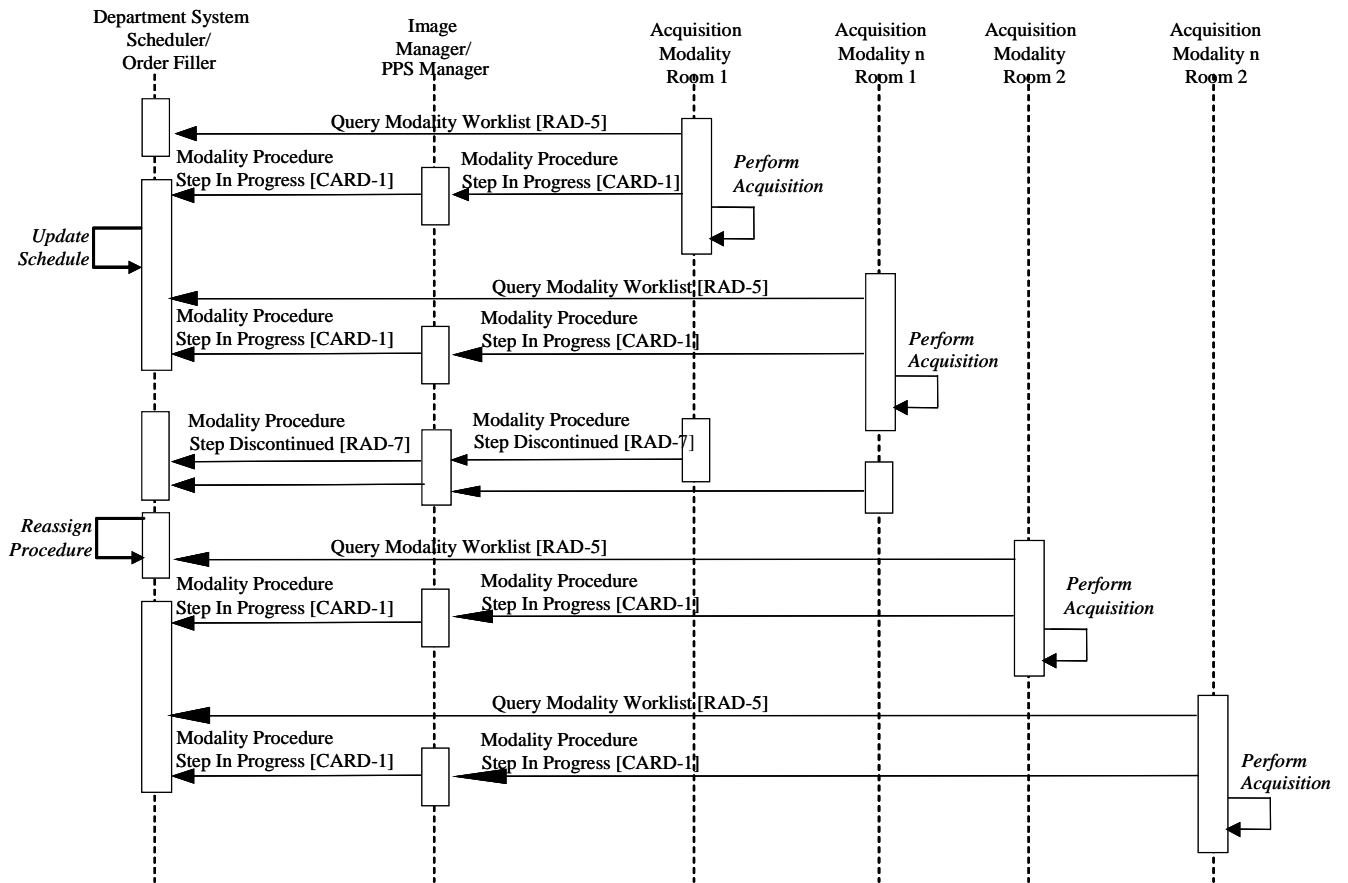 Department System
Scheduler/
Order Filler
Image
Manager/
PPS Manager
Acquisition
Modality
Room 1
Acquisition
Modality n
Room 1
Acquisition
Modality
Room 2
Acquisition
Modality n
Room 2
Query Modality Worklist [RAD-5]
Modality Procedure
Step In Progress [CARD-1]
Modality Procedure
Step In Progress [CARD-1]
Perform
Acquisition
Update
Schedule
Query Modality Worklist [RAD-5]
Modality Procedure
Step In Progress [CARD-1]
Modality Procedure
Step In Progress [CARD-1]
Perform
Acquisition
Modality Procedure
Step Discontinued [RAD-7]
Modality Procedure
Step Discontinued [RAD-7]
Reassign
Procedure
Query Modality Worklist [RAD-5]
Modality Procedure
Step In Progress [CARD-1]
Modality Procedure
Step In Progress [CARD-1]
Perform
Acquisition
Query Modality Worklist [RAD-5]
Modality Procedure
Step In Progress [CARD-1]
Modality Procedure
Step In Progress [CARD-1]
Perform
Acquisition